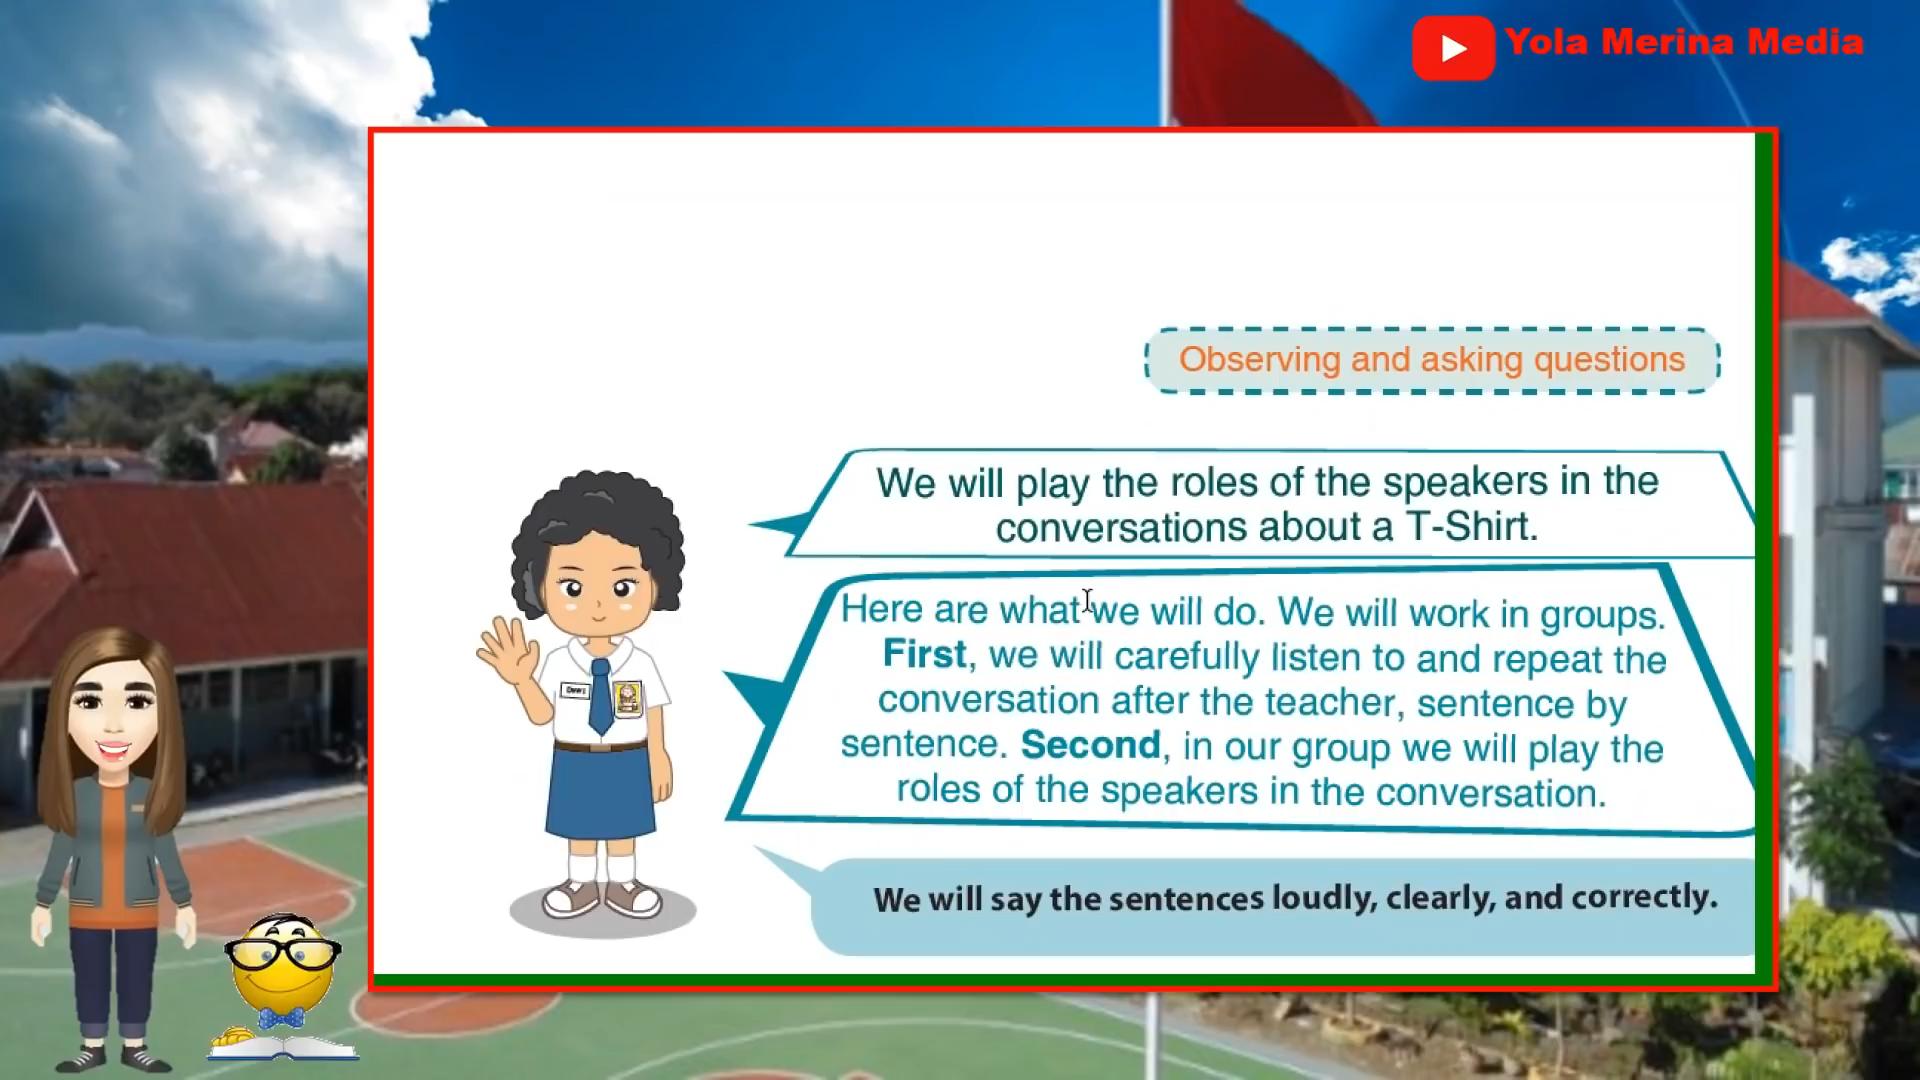 Yola Merina Media
Observing and asking questions
We will play the roles of the speakers in the
conversations about a T-Shirt.
Here are what we will do. We will work in groups.
First, we will carefully listen to and repeat the
conversation after the teacher, sentence by
sentence. Second, in our group we will play the
roles of the speakers in the conversation.
Dewi
We will say the sentences loudly, clearly, and correctly.